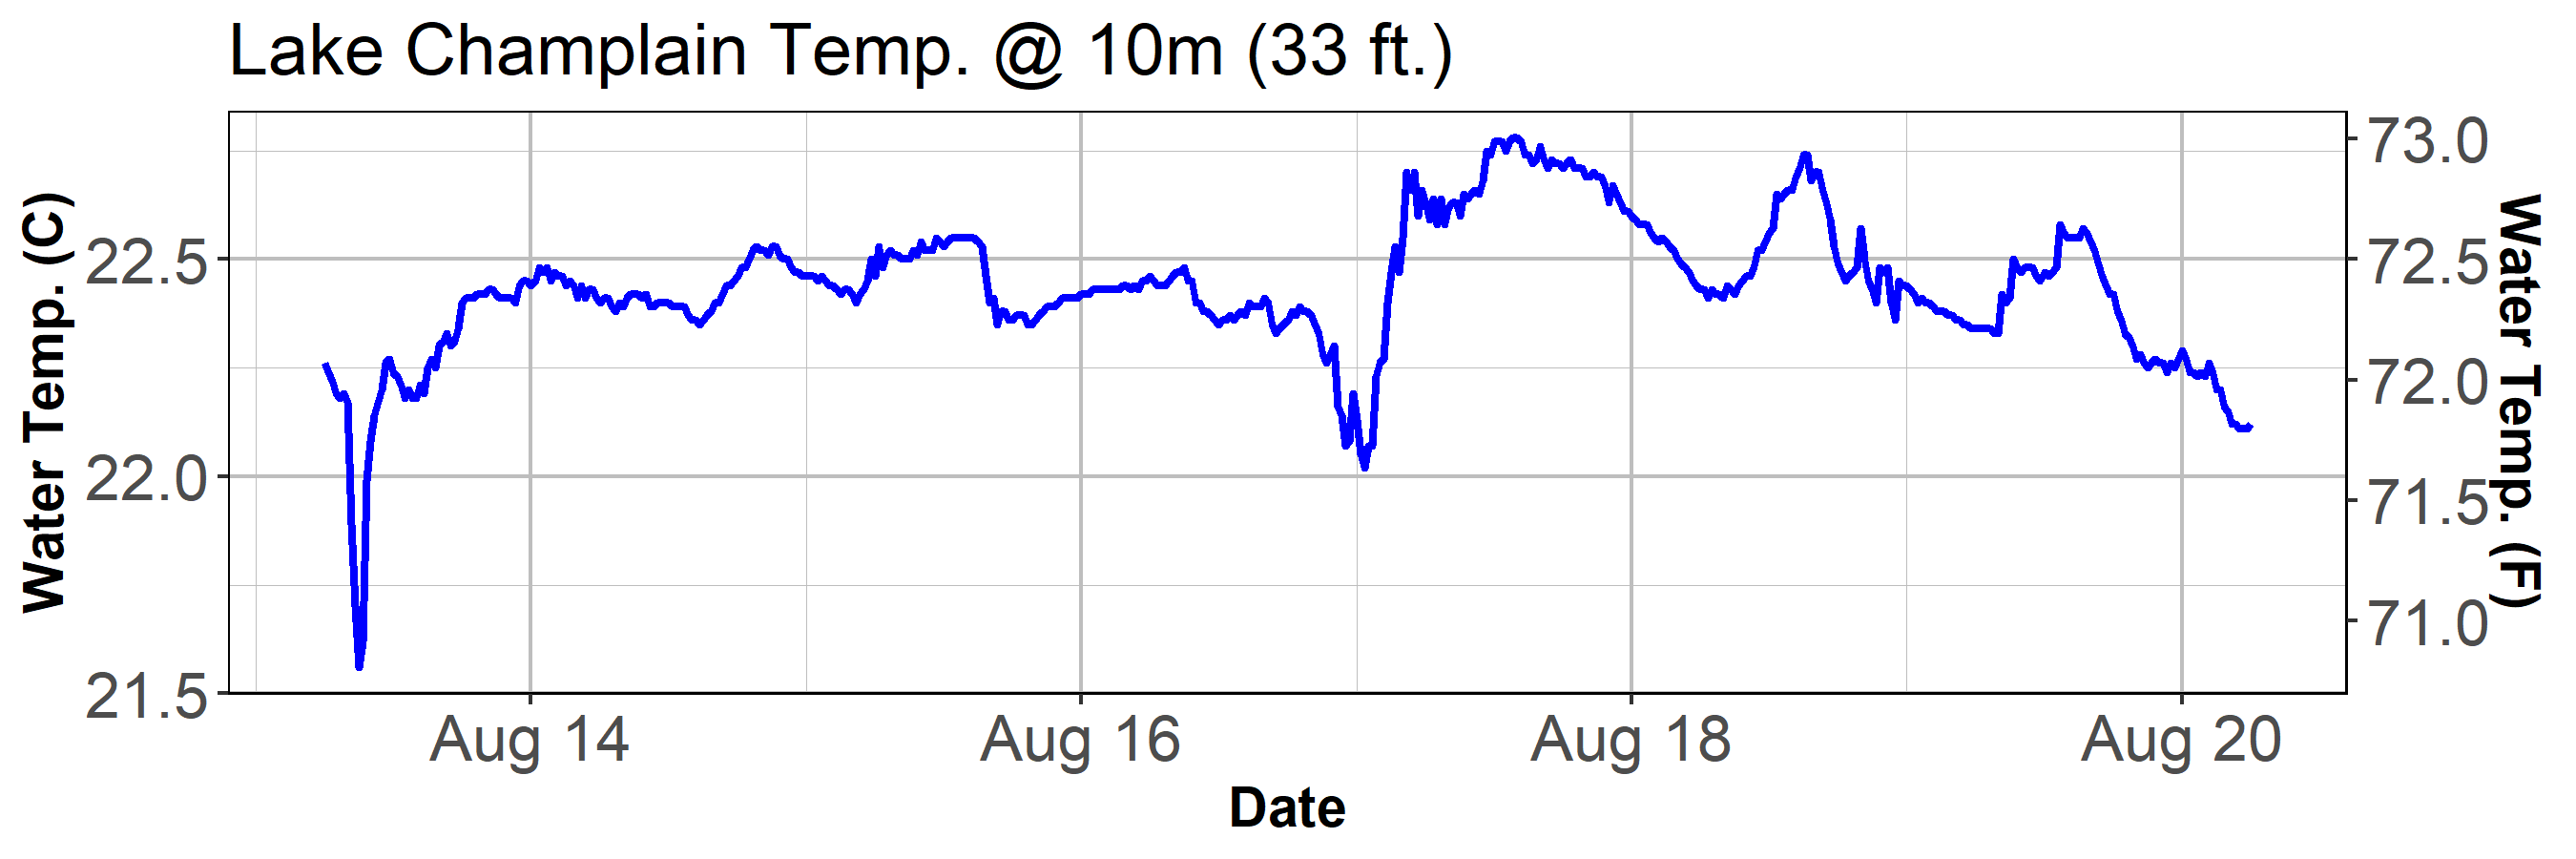 Lake Champlain Temp. @ 10m (33 ft.)
Water Temp. (C)
22.5
22.0
21.5
73.0
72.5
72.0
71.5
71.0
Water Temp. (F)
Aug 14
Aug 16
Aug 18
Aug 20
Date